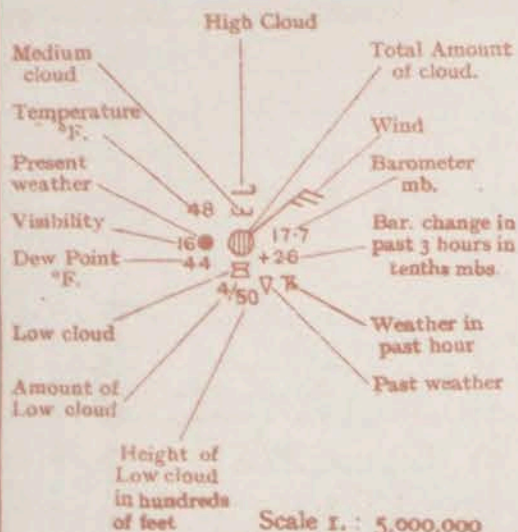 High Cloud
Medium
cloud
Total Amount
of cloud.
Temperature
°F.
Wind
Present
weather
Barometer
mb.
48
Visibility
16
17·7
Bar. change in
past 3 hours in
tenths mbs.
Dew Point
°F.
44
+26
4/50
Low cloud
Weather in
past hour
Amount of
Low cloud
Past weather
Height of
Low cloud
in hundreds
of feet
Scale 1.: 5,000,000